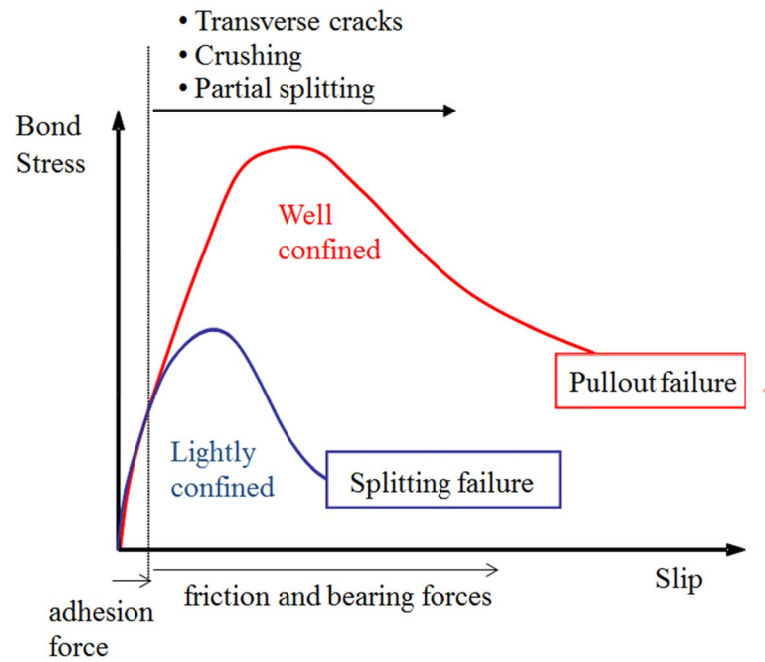 • Transverse cracks
• Crushing
• Partial splitting
Bond
Stress
Well
confined
Pullout failure
Lightly
confined
Splitting failure
Slip
friction and bearing forces
adhesion
force